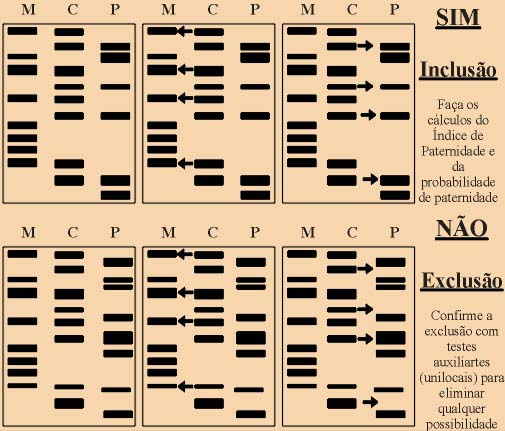 M C P M C P M C P
SIM
Inclusão
Faça os
cálculos do
Índice de
Paternidade e
da
probabilidade
de paternidade
M C P M C P M C P
NÃO
Exclusão
Confirme a
exclusão com
testes
auxiliartes
(unilocais) para
eliminar
qualquer
possibilidade